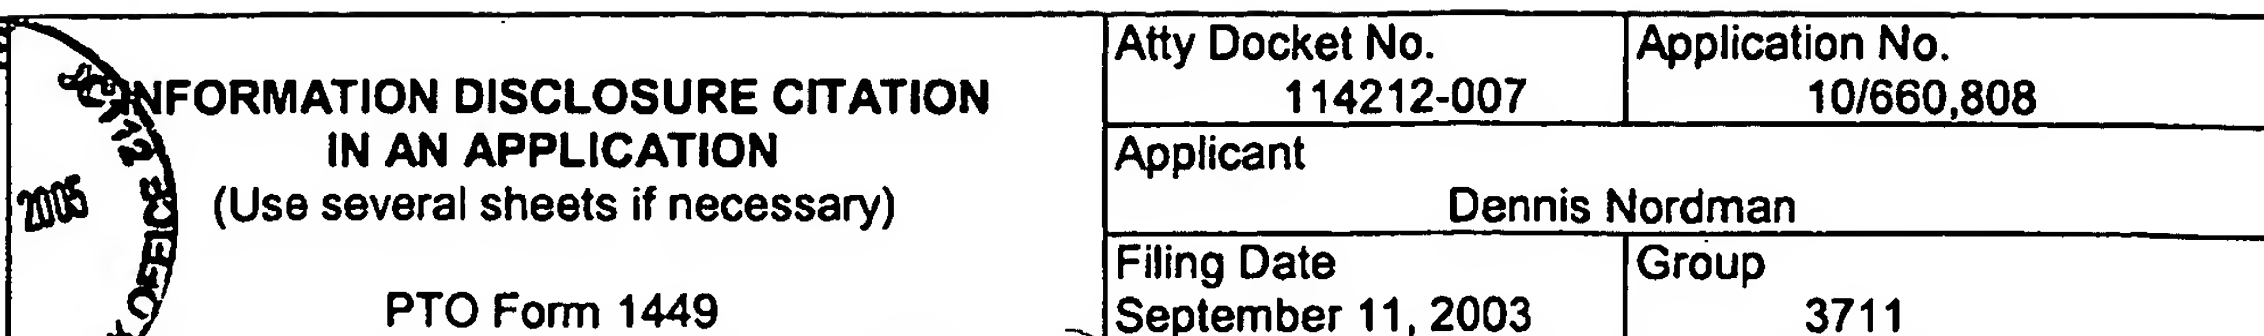 INFORMATION DISCLOSURE CITATION
IN AN APPLICATION
(Use several sheets if necessary)
PTO Form 1449
2005
Atty Docket No.
114212-007
Application No.
10/660,808
Applicant
Dennis Nordman
Filing Date
September 11, 2003
Group
3711